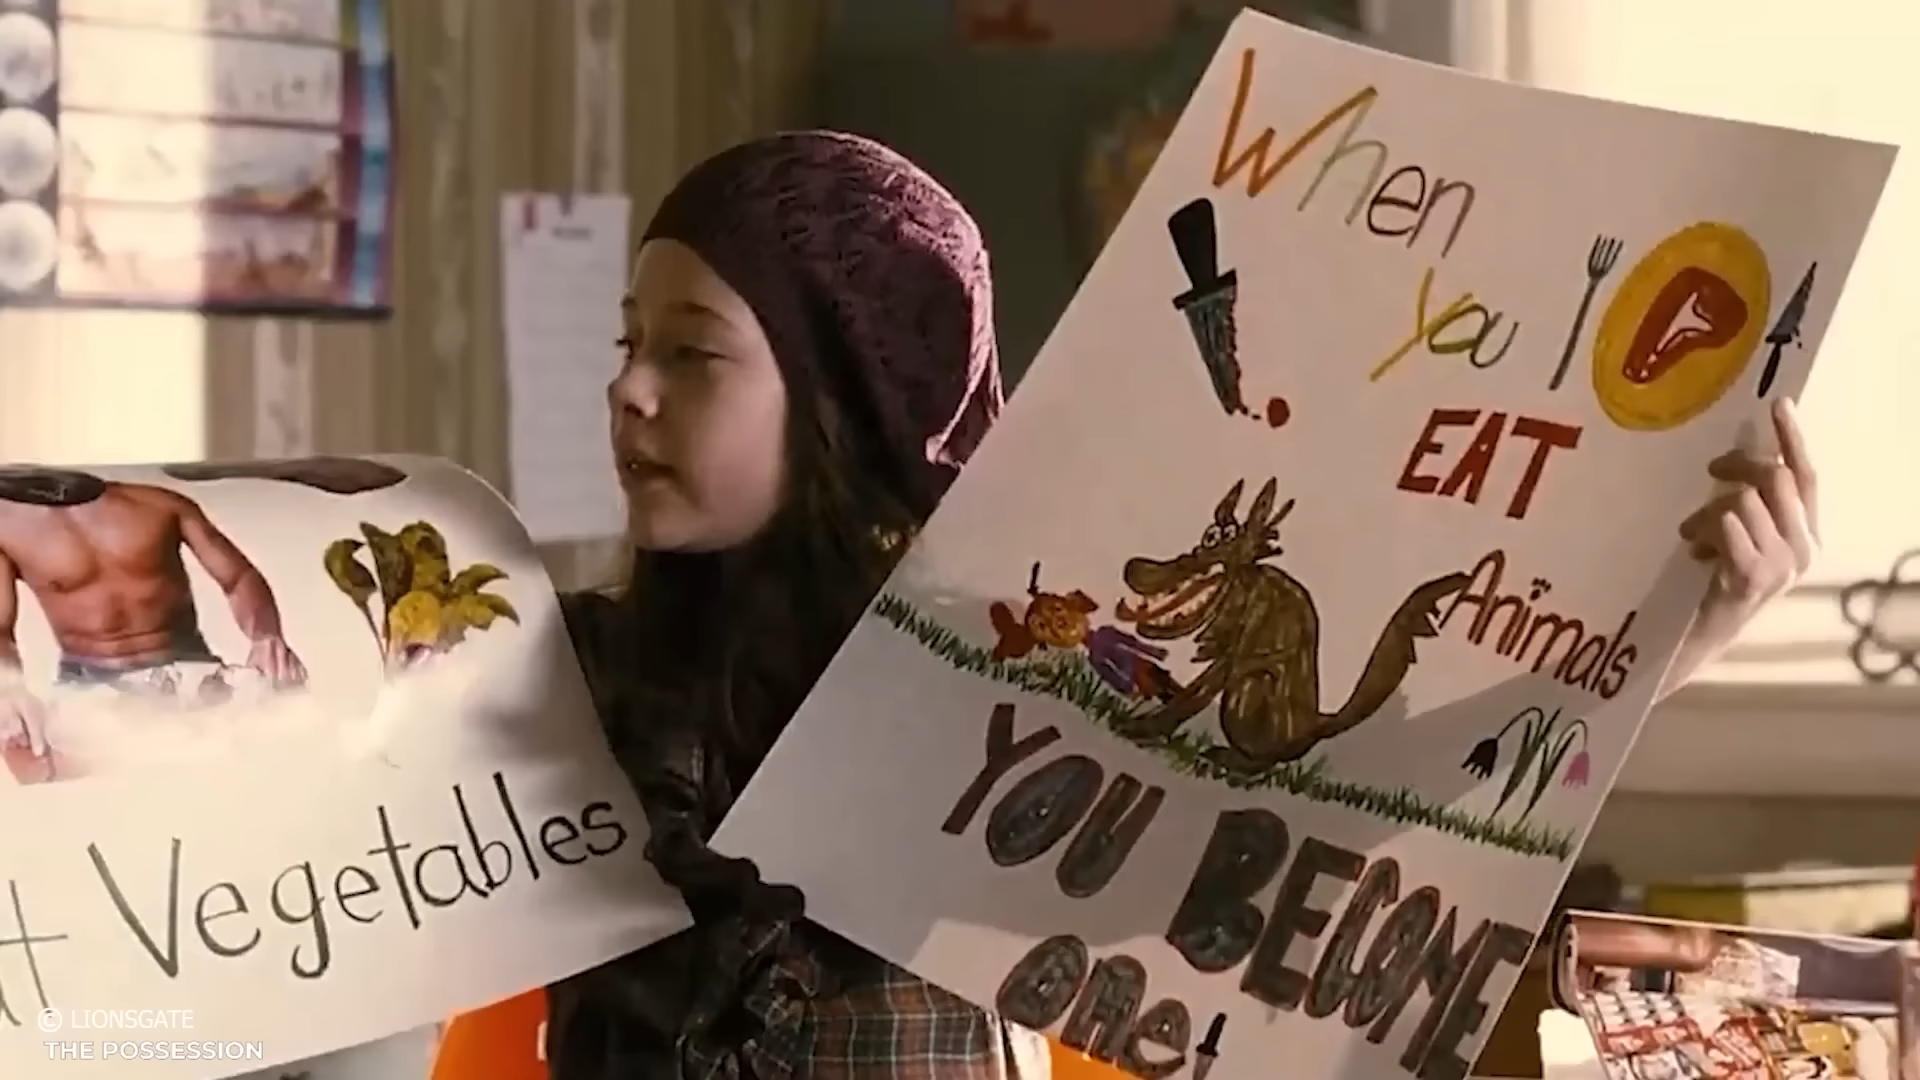 When
you
EAT
Animals
YOU BECOME
one!
Vegetables
© LIONSGATE
THE POSSESSION